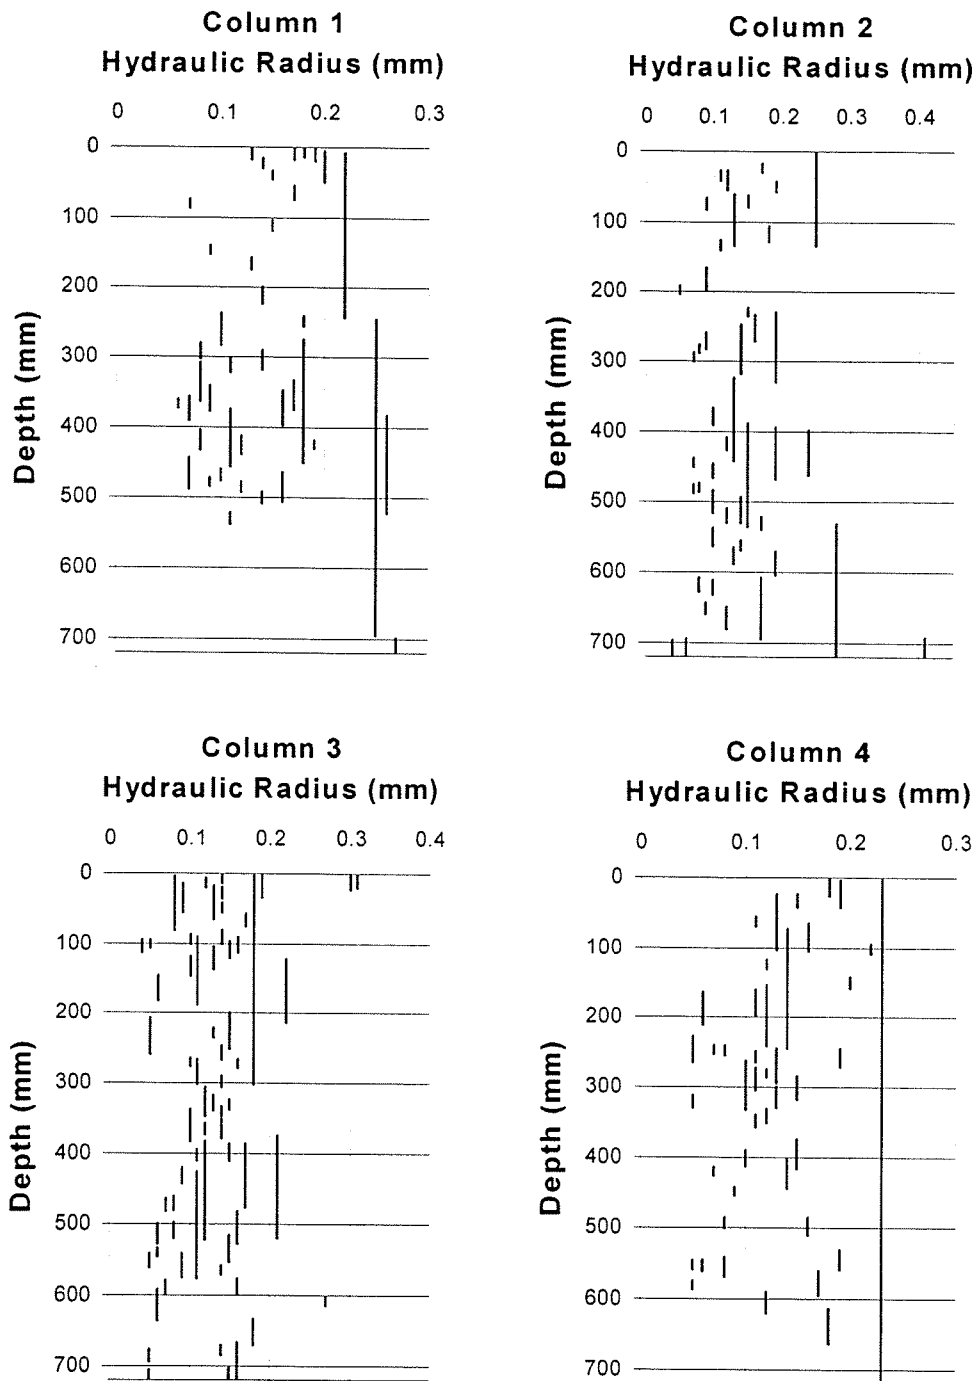 Column 1
Hydraulic Radius (mm)
0 0.1 0.2 0.3
0
100
200
300
400
500
600
700
Depth (mm)
Column 2
Hydraulic Radius (mm)
0 0.1 0.2 0.3 0.4
0
100
200
300
400
500
600
700
Depth (mm)
Column 3
Hydraulic Radius (mm)
0 0.1 0.2 0.3 0.4
0
100
200
300
400
500
600
700
Depth (mm)
Column 4
Hydraulic Radius (mm)
0 0.1 0.2 0.3
0
100
200
300
400
500
600
700
Depth (mm)